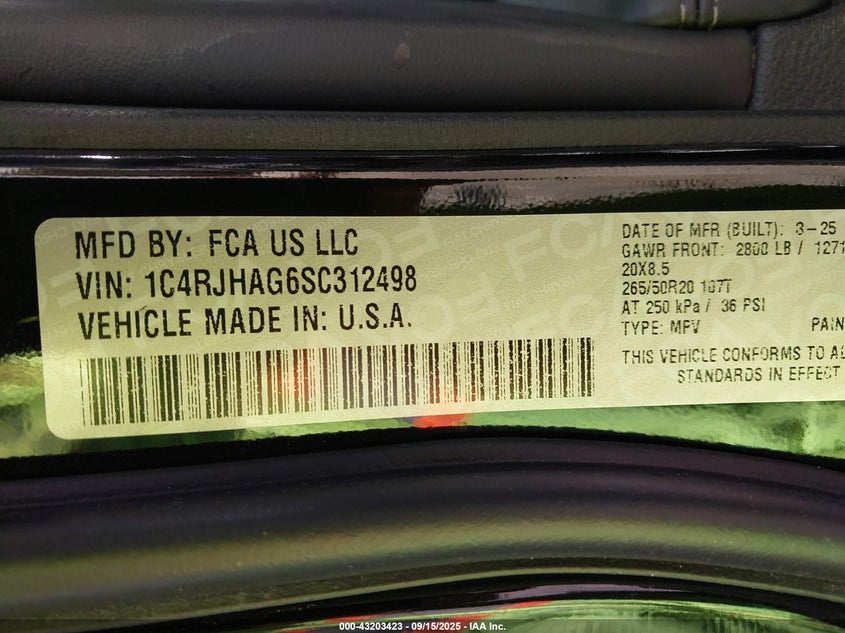 MFD BY: FCA US LLC
VIN: 1C4RJHAG6SC312498
VEHICLE MADE IN: U.S.A.
DATE OF MFR (BUILT): 3-25
GAWR FRONT: 2800 LB / 1271
20X8.5
265/50R20 107T
AT 250 kPa / 36 PSI
TYPE: MPV PAIN
THIS VEHICLE CONFORMS TO AL
STANDARDS IN EFFECT
000-43203423 - 09/15/2025 - IAA Inc.